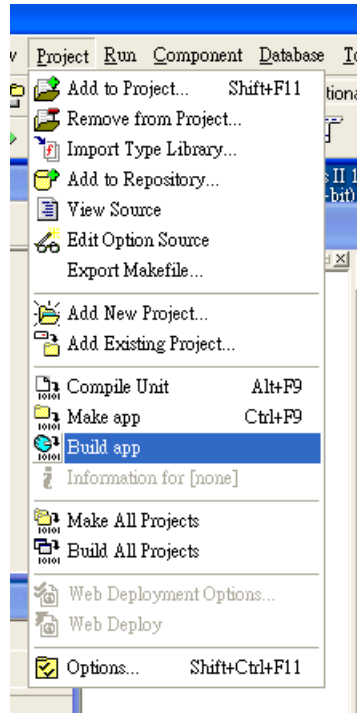 Project Run Component Database
Add to Project... Shift+F11
Remove from Project...
Import Type Library...
Add to Repository...
View Source
Edit Option Source
Export Makefile...
Add New Project...
Add Existing Project...
Compile Unit Alt+F9
Make app Ctrl+F9
Build app
Information for [none]
Make All Projects
Build All Projects
Web Deployment Options...
Web Deploy
Options... Shift+Ctrl+F11